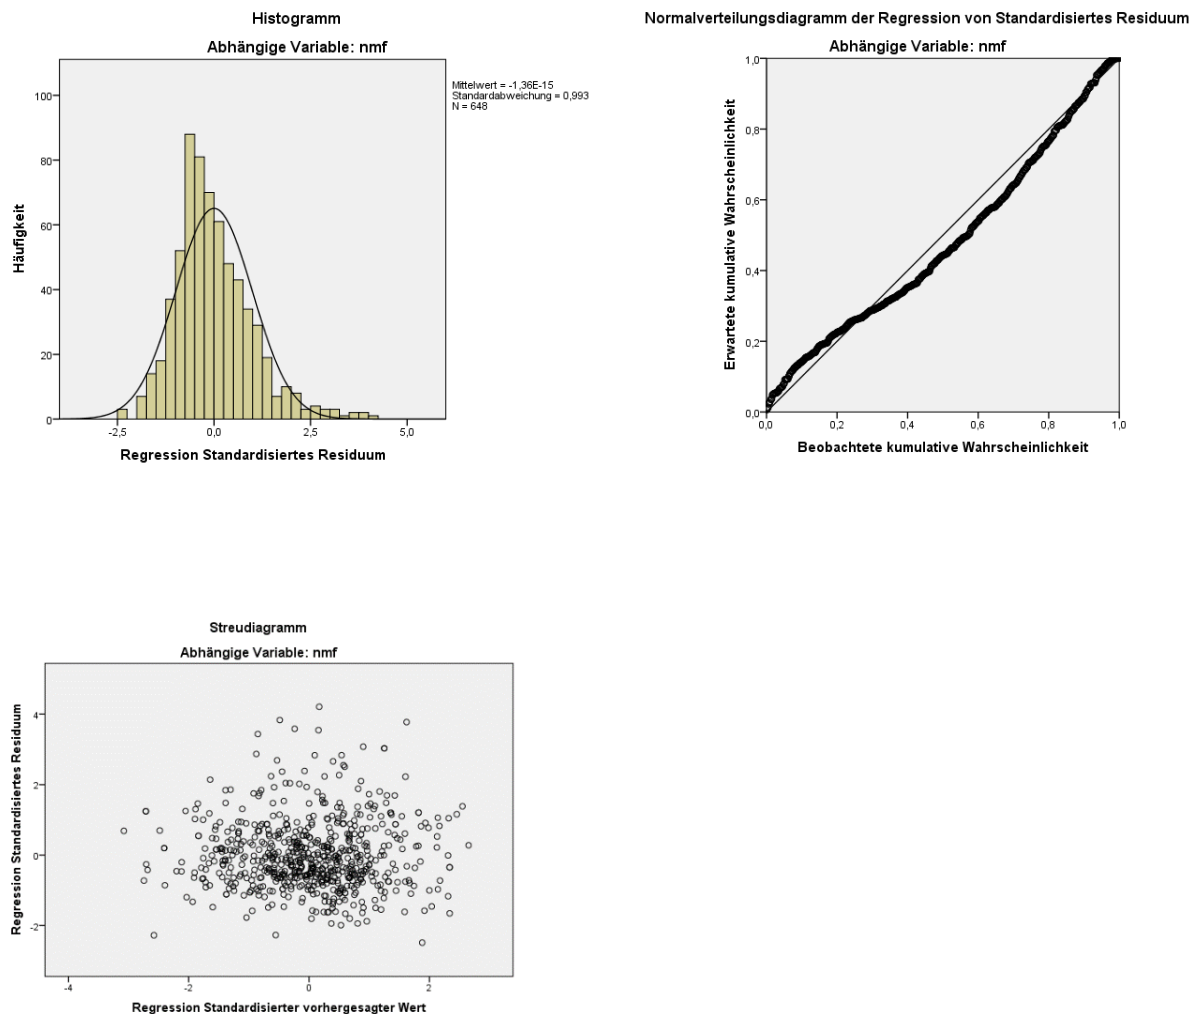 Histogramm
Abhängige Variable: nmf
Mittelwert = -1,36E-15
Standardabweichung = 0,993
N = 648
Häufigkeit
100
80
60
40
20
0
-2,5 0,0 2,5 5,0
Regression Standardisiertes Residuum
Normalverteilungsdiagramm der Regression von Standardisiertes Residuum
Abhängige Variable: nmf
Erwartete kumulative Wahrscheinlichkeit
1,0
0,8
0,6
0,4
0,2
0,0
0,0 0,2 0,4 0,6 0,8 1,0
Beobachtete kumulative Wahrscheinlichkeit
Streudiagramm
Abhängige Variable: nmf
Regression Standardisiertes Residuum
4
2
0
-2
-4 -2 0 2
Regression Standardisierter vorhergesagter Wert